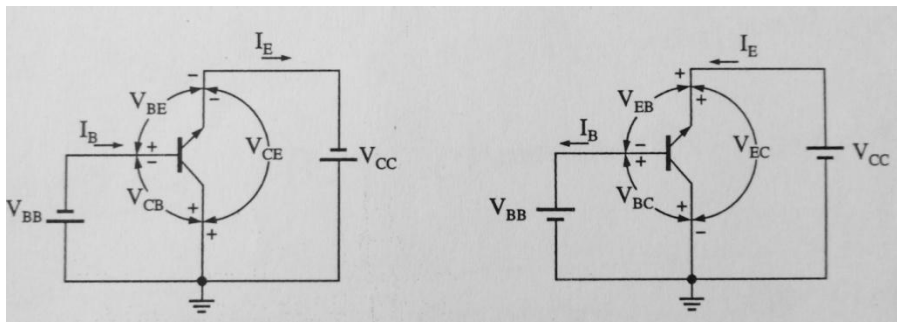 I_E
V_BE
I_B
V_CE
V_CC
V_CB
V_BB
I_E
V_EB
I_B
V_EC
V_CC
V_BC
V_BB